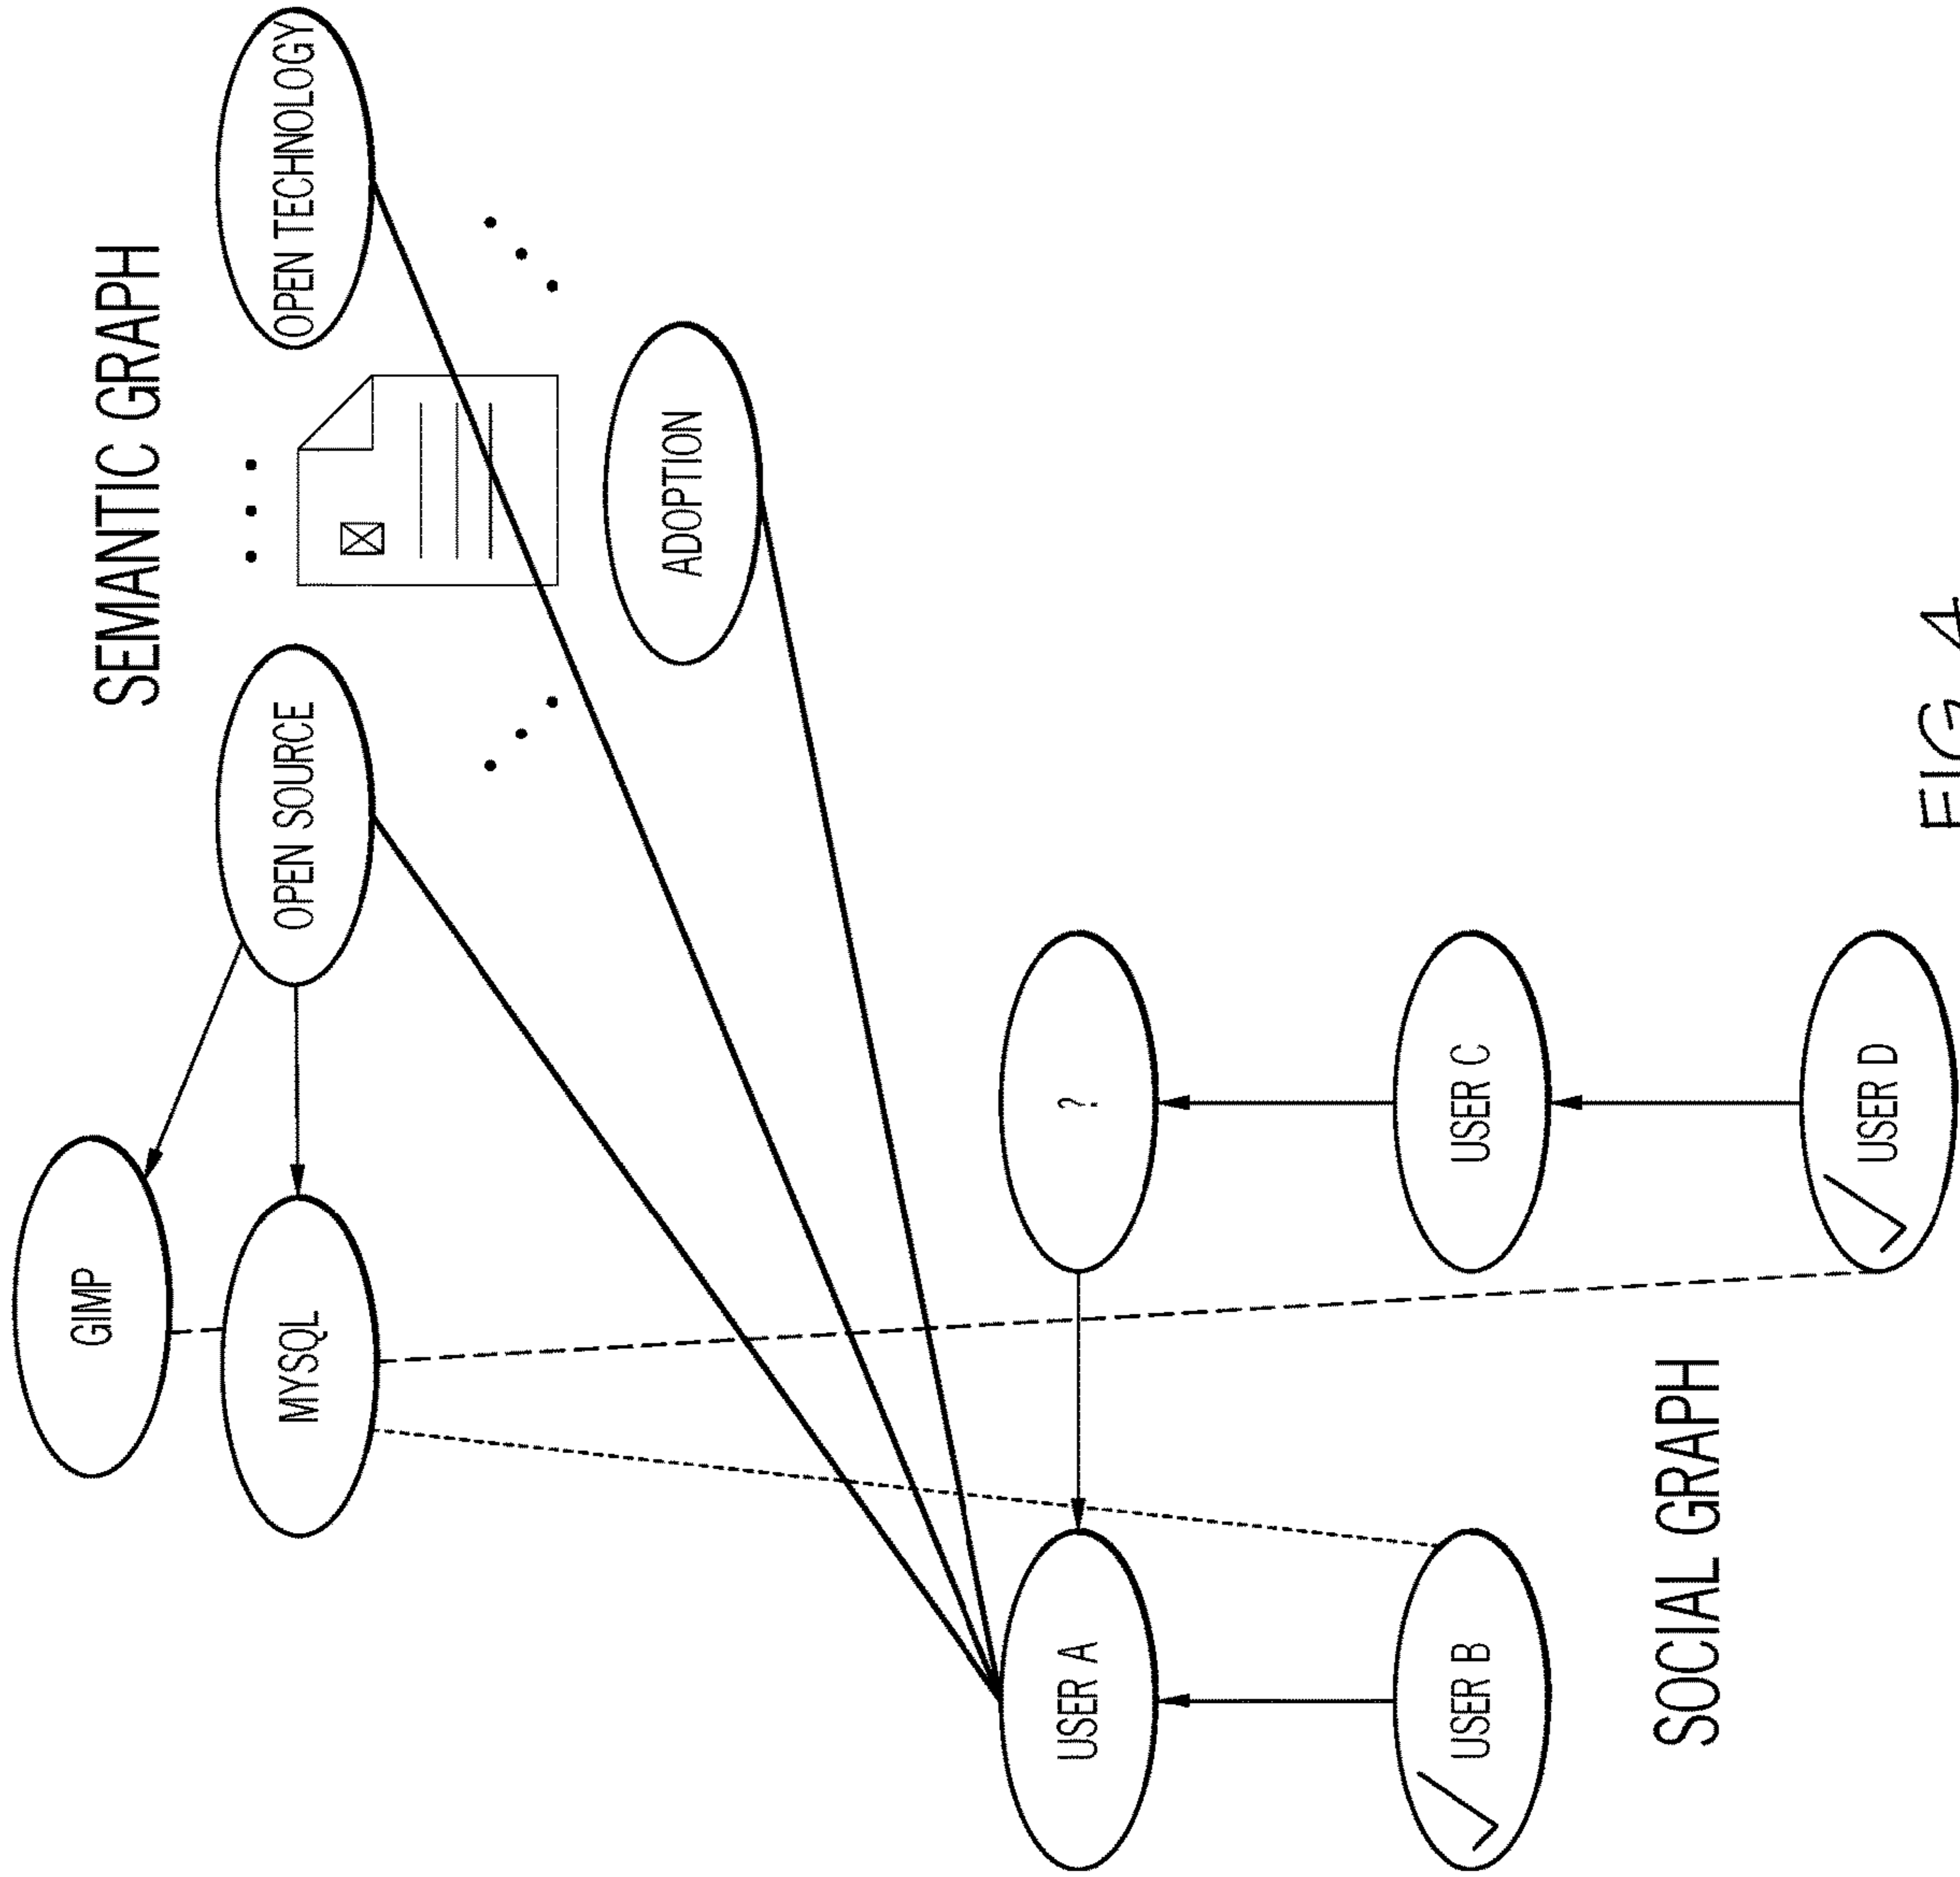 GIMP
SEMANTIC GRAPH
MYSQL
OPEN SOURCE
OPEN TECHNOLOGY
ADOPTION
USER A
?
USER B
USER C
SOCIAL GRAPH
USER D
FIG. 4